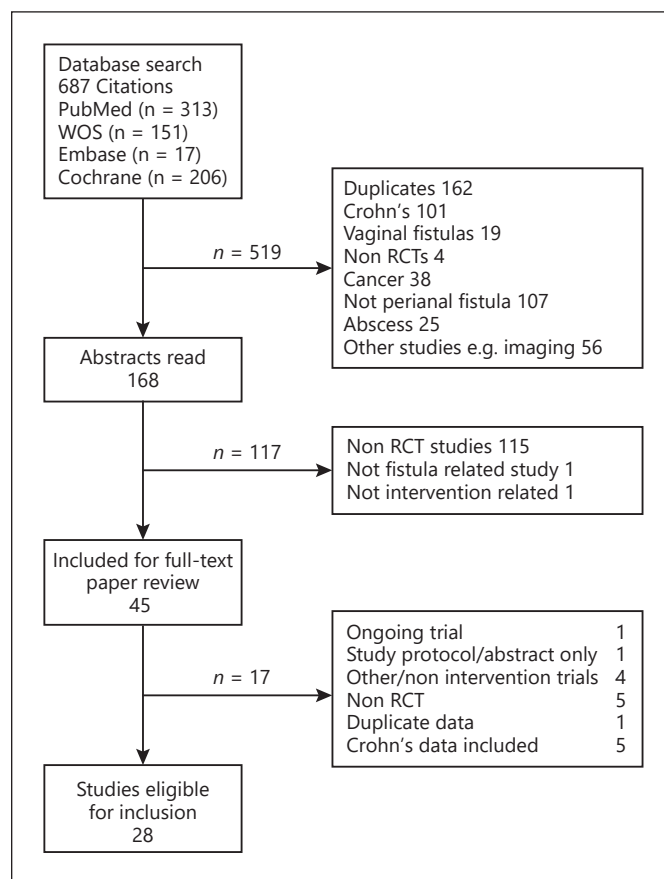 Database search
687 Citations
PubMed (n = 313)
WOS (n = 151)
Embase (n = 17)
Cochrane (n = 206)
n = 519
Duplicates 162
Crohn's 101
Vaginal fistulas 19
Non RCTs 4
Cancer 38
Not perianal fistula 107
Abscess 25
Other studies e.g. imaging 56
Abstracts read
168
n = 117
Non RCT studies 115
Not fistula related study 1
Not intervention related 1
Included for full-text
paper review
45
n = 17
Ongoing trial 1
Study protocol/abstract only 1
Other/non intervention trials 4
Non RCT 5
Duplicate data 1
Crohn's data included 5
Studies eligible
for inclusion
28